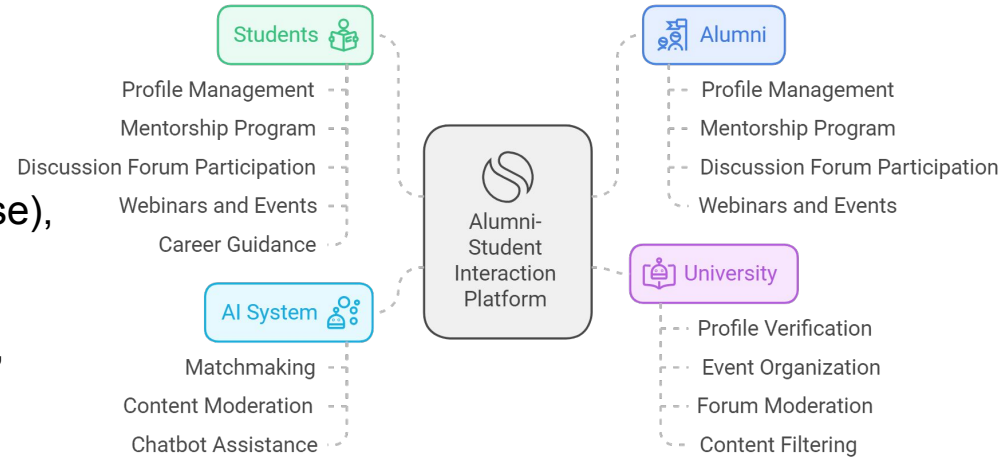 Students
Profile Management
Mentorship Program
Discussion Forum Participation
Webinars and Events
Career Guidance
se),
AI System
Matchmaking
Content Moderation
Chatbot Assistance
,
Alumni-
Student
Interaction
Platform
Alumni
Profile Management
Mentorship Program
Discussion Forum Participation
Webinars and Events
University
Profile Verification
Event Organization
Forum Moderation
Content Filtering